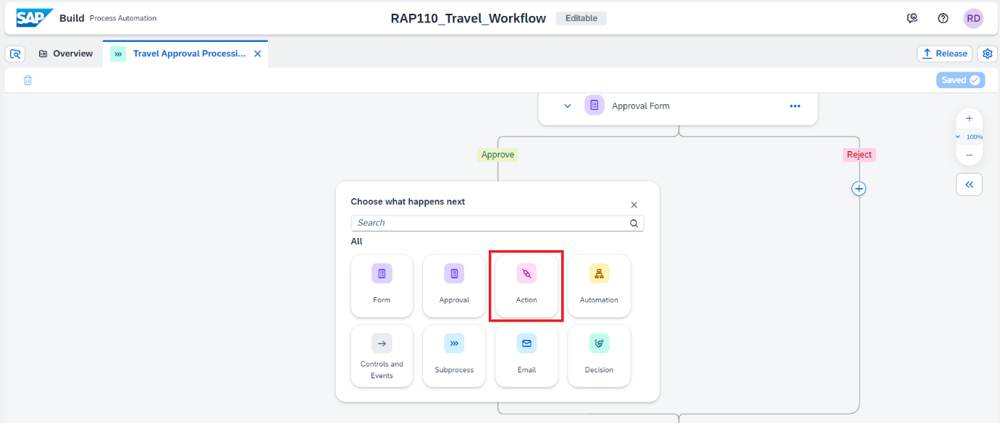 SAP Build Process Automation
RAP110_Travel_Workflow Editable
RD
Overview
Travel Approval Processi...
Release
Saved
Approval Form
Approve
Reject
100%
Choose what happens next
Search
All
Form
Approval
Action
Automation
Controls and
Events
Subprocess
Email
Decision